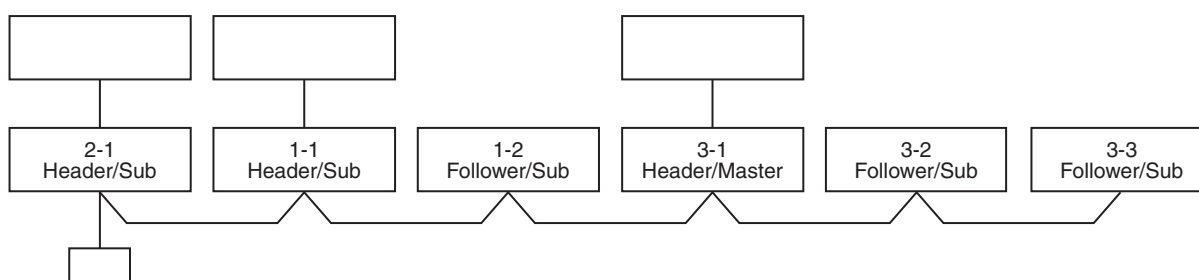 2-1
Header/Sub
1-1
Header/Sub
1-2
Follower/Sub
3-1
Header/Master
3-2
Follower/Sub
3-3
Follower/Sub